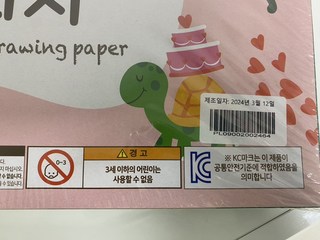 지
rawing paper
제조일자: 2024년 3월 12일
PL09002002464
0-3
⚠경 고
3세 이하의 어린이는
사용할 수 없음
KC
※ KC마크는 이 제품이
공통안전기준에 적합하였음을
의미합니다